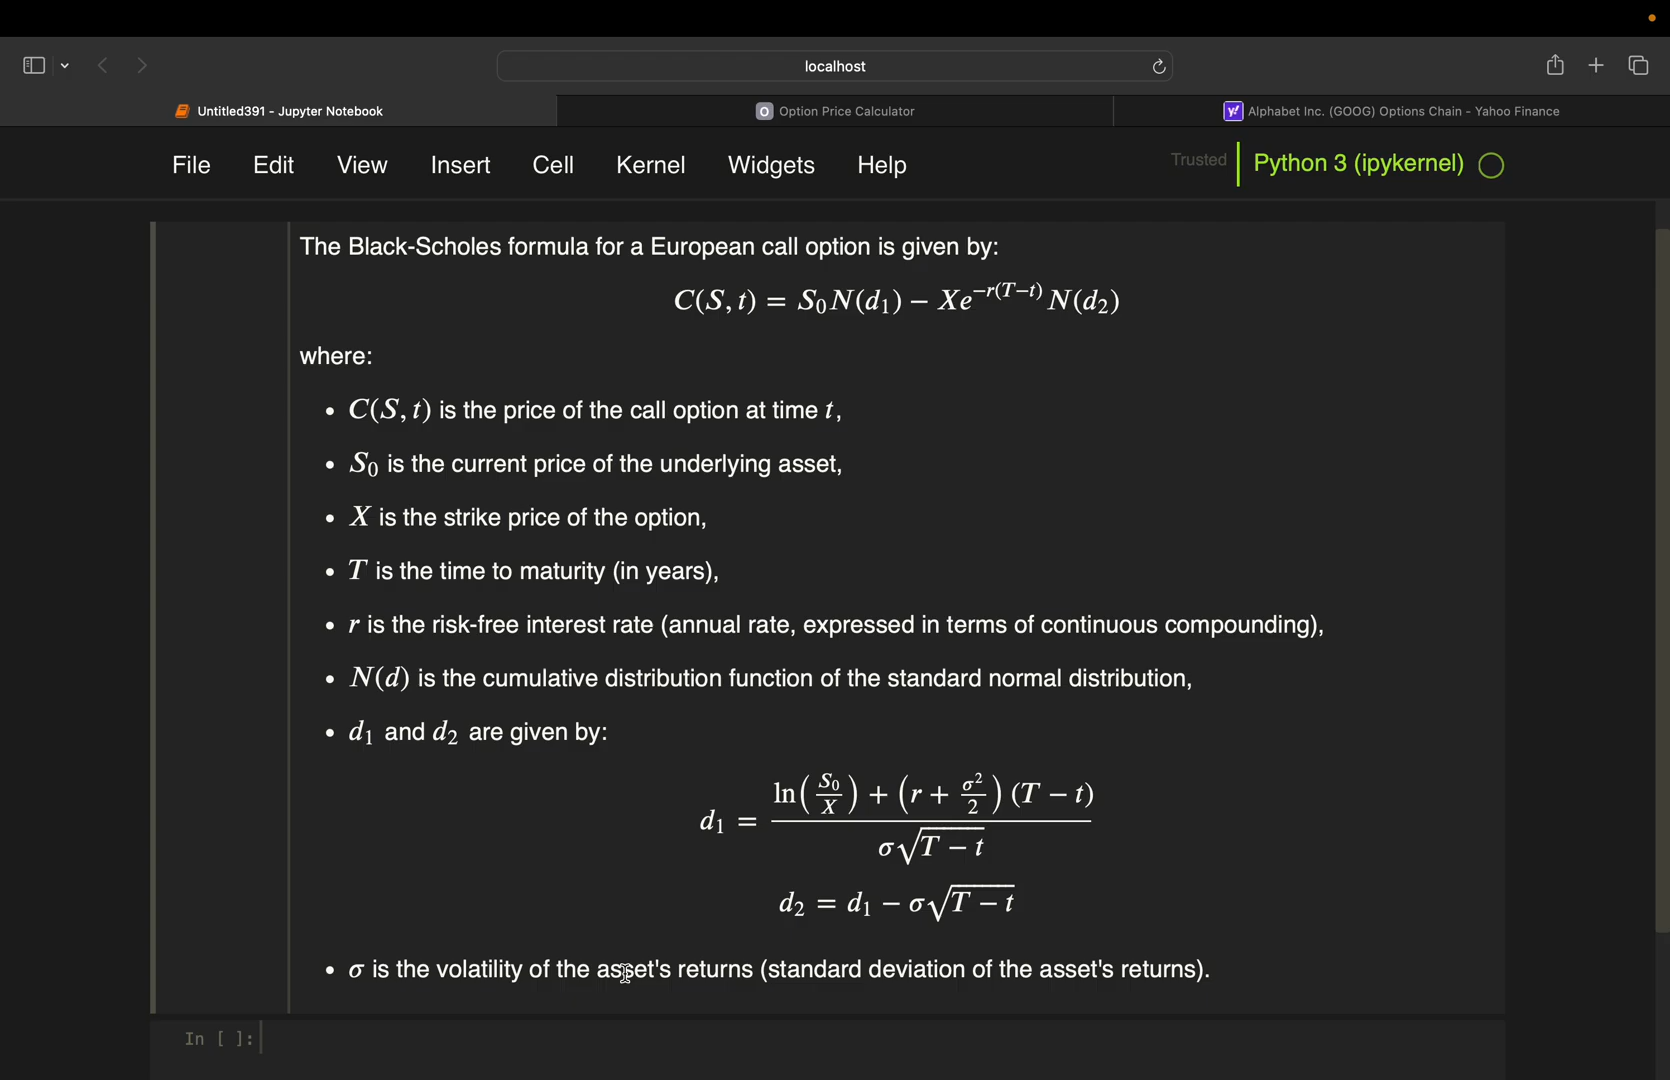 localhost
Untitled391 - Jupyter Notebook
O Option Price Calculator
y! Alphabet Inc. (GOOG) Options Chain - Yahoo Finance
File Edit View Insert Cell Kernel Widgets Help Trusted Python 3 (ipykernel)
The Black-Scholes formula for a European call option is given by:
C(S, t) = S₀N(d₁) − Xe^{−r(T−t)}N(d₂)
where:
• C(S, t) is the price of the call option at time t,
• S₀ is the current price of the underlying asset,
• X is the strike price of the option,
• T is the time to maturity (in years),
• r is the risk-free interest rate (annual rate, expressed in terms of continuous compounding),
• N(d) is the cumulative distribution function of the standard normal distribution,
• d₁ and d₂ are given by:
d₁ = \frac{ln(\frac{S₀}{X}) + (r + \frac{σ²}{2})(T − t)}{σ√(T − t)}
d₂ = d₁ − σ√(T − t)
• σ is the volatility of the asset's returns (standard deviation of the asset's returns).
In [ ]: